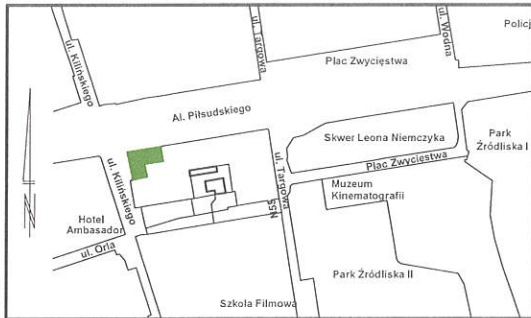 ul. Kilińskiego
ul. Targowa
ul. Wodna
Policj
Plac Zwycięstwa
Al. Piłsudskiego
Skwer Leona Niemczyka
Park
Źródliska I
ul. Kilińskiego
ul. Targowa
Plac Zwycięstwa
Muzeum
Kinematografii
NSS
N
Hotel
Ambasador
ul. Orla
Park Źródliska II
Szkoła Filmowa